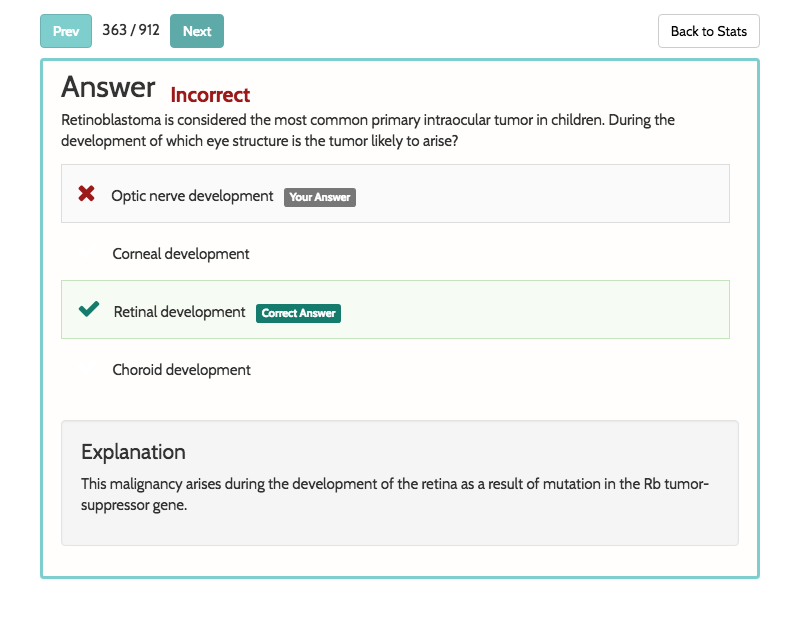 Prev 363 / 912 Next Back to Stats
Answer Incorrect
Retinoblastoma is considered the most common primary intraocular tumor in children. During the
development of which eye structure is the tumor likely to arise?
Optic nerve development Your Answer
Corneal development
Retinal development Correct Answer
Choroid development
Explanation
This malignancy arises during the development of the retina as a result of mutation in the Rb tumor-
suppressor gene.